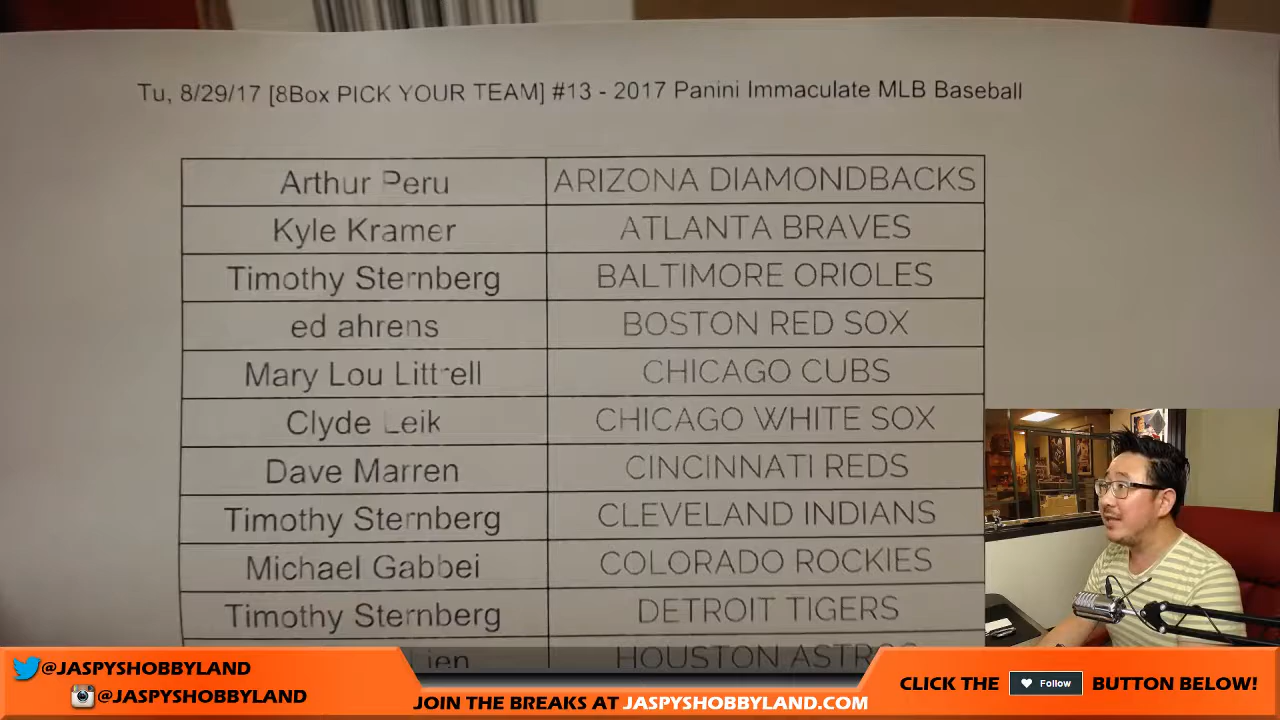 Tu, 8/29/17 [8Box PICK YOUR TEAM] #13 - 2017 Panini Immaculate MLB Baseball
Arthur Peru ARIZONA DIAMONDBACKS
Kyle Kramer ATLANTA BRAVES
Timothy Sternberg BALTIMORE ORIOLES
ed ahrens BOSTON RED SOX
Mary Lou Littrell CHICAGO CUBS
Clyde Leik CHICAGO WHITE SOX
Dave Marren CINCINNATI REDS
Timothy Sternberg CLEVELAND INDIANS
Michael Gabbei COLORADO ROCKIES
Timothy Sternberg DETROIT TIGERS
HOUSTON
@JASPYSHOBBYLAND
@JASPYSHOBBYLAND
JOIN THE BREAKS AT JASPYSHOBBYLAND.COM
CLICK THE Follow BUTTON BELOW!